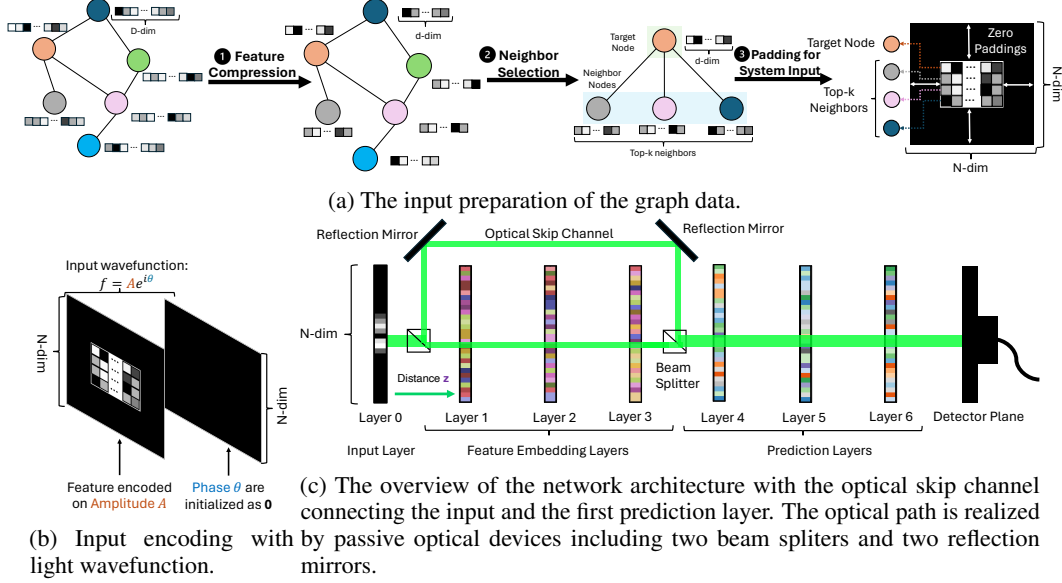 D-dim
❶ Feature
Compression
d-dim
❷ Neighbor
Selection
Target
Node
d-dim
Neighbor
Nodes
Top-k neighbors
❸ Padding for
System Input
Target Node
Top-k
Neighbors
Zero
Paddings
N-dim
N-dim
(a) The input preparation of the graph data.
Input wavefunction:
f = Ae^{iθ}
N-dim
N-dim
Feature encoded
on Amplitude A
Phase θ are
initialized as 0
(b) Input encoding with
light wavefunction.
Reflection Mirror
Optical Skip Channel
Reflection Mirror
N-dim
Distance z
Beam
Splitter
Layer 0
Layer 1
Layer 2
Layer 3
Layer 4
Layer 5
Layer 6
Detector Plane
Input Layer
Feature Embedding Layers
Prediction Layers
(c) The overview of the network architecture with the optical skip channel
connecting the input and the first prediction layer. The optical path is realized
by passive optical devices including two beam spliters and two reflection
mirrors.